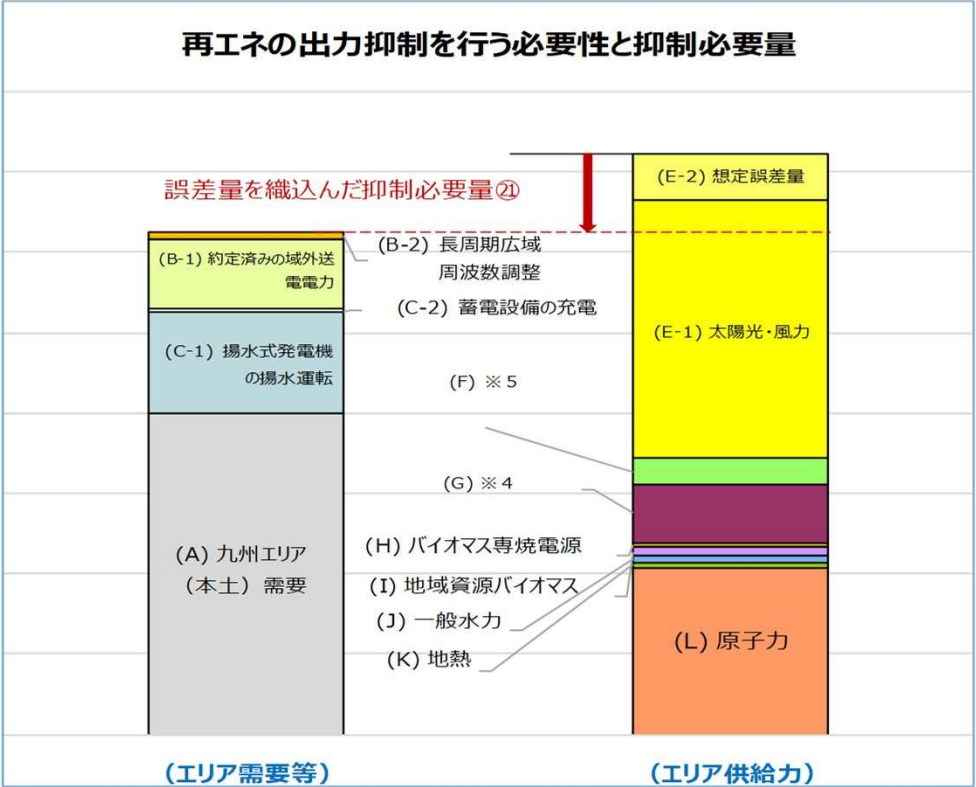 再エネの出力抑制を行う必要性と抑制必要量
誤差量を織込んだ抑制必要量㉑
(B-1) 約定済みの域外送
電電力
(C-1) 揚水式発電機
の揚水運転
(A) 九州エリア
（本土）需要
(エリア需要等)
(B-2) 長周期広域
周波数調整
(C-2) 蓄電設備の充電
(F) ※5
(G) ※4
(H) バイオマス専焼電源
(I) 地域資源バイオマス
(J) 一般水力
(K) 地熱
(E-2) 想定誤差量
(E-1) 太陽光・風力
(L) 原子力
(エリア供給力)